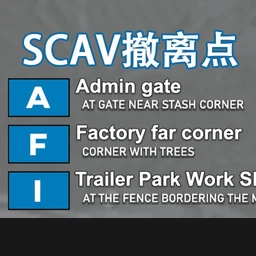 SCAV撤离点
A
Admin gate
AT GATE NEAR STASH CORNER
F
Factory far corner
CORNER WITH TREES
I
Trailer Park Work
AT THE FENCE BORDERING THE